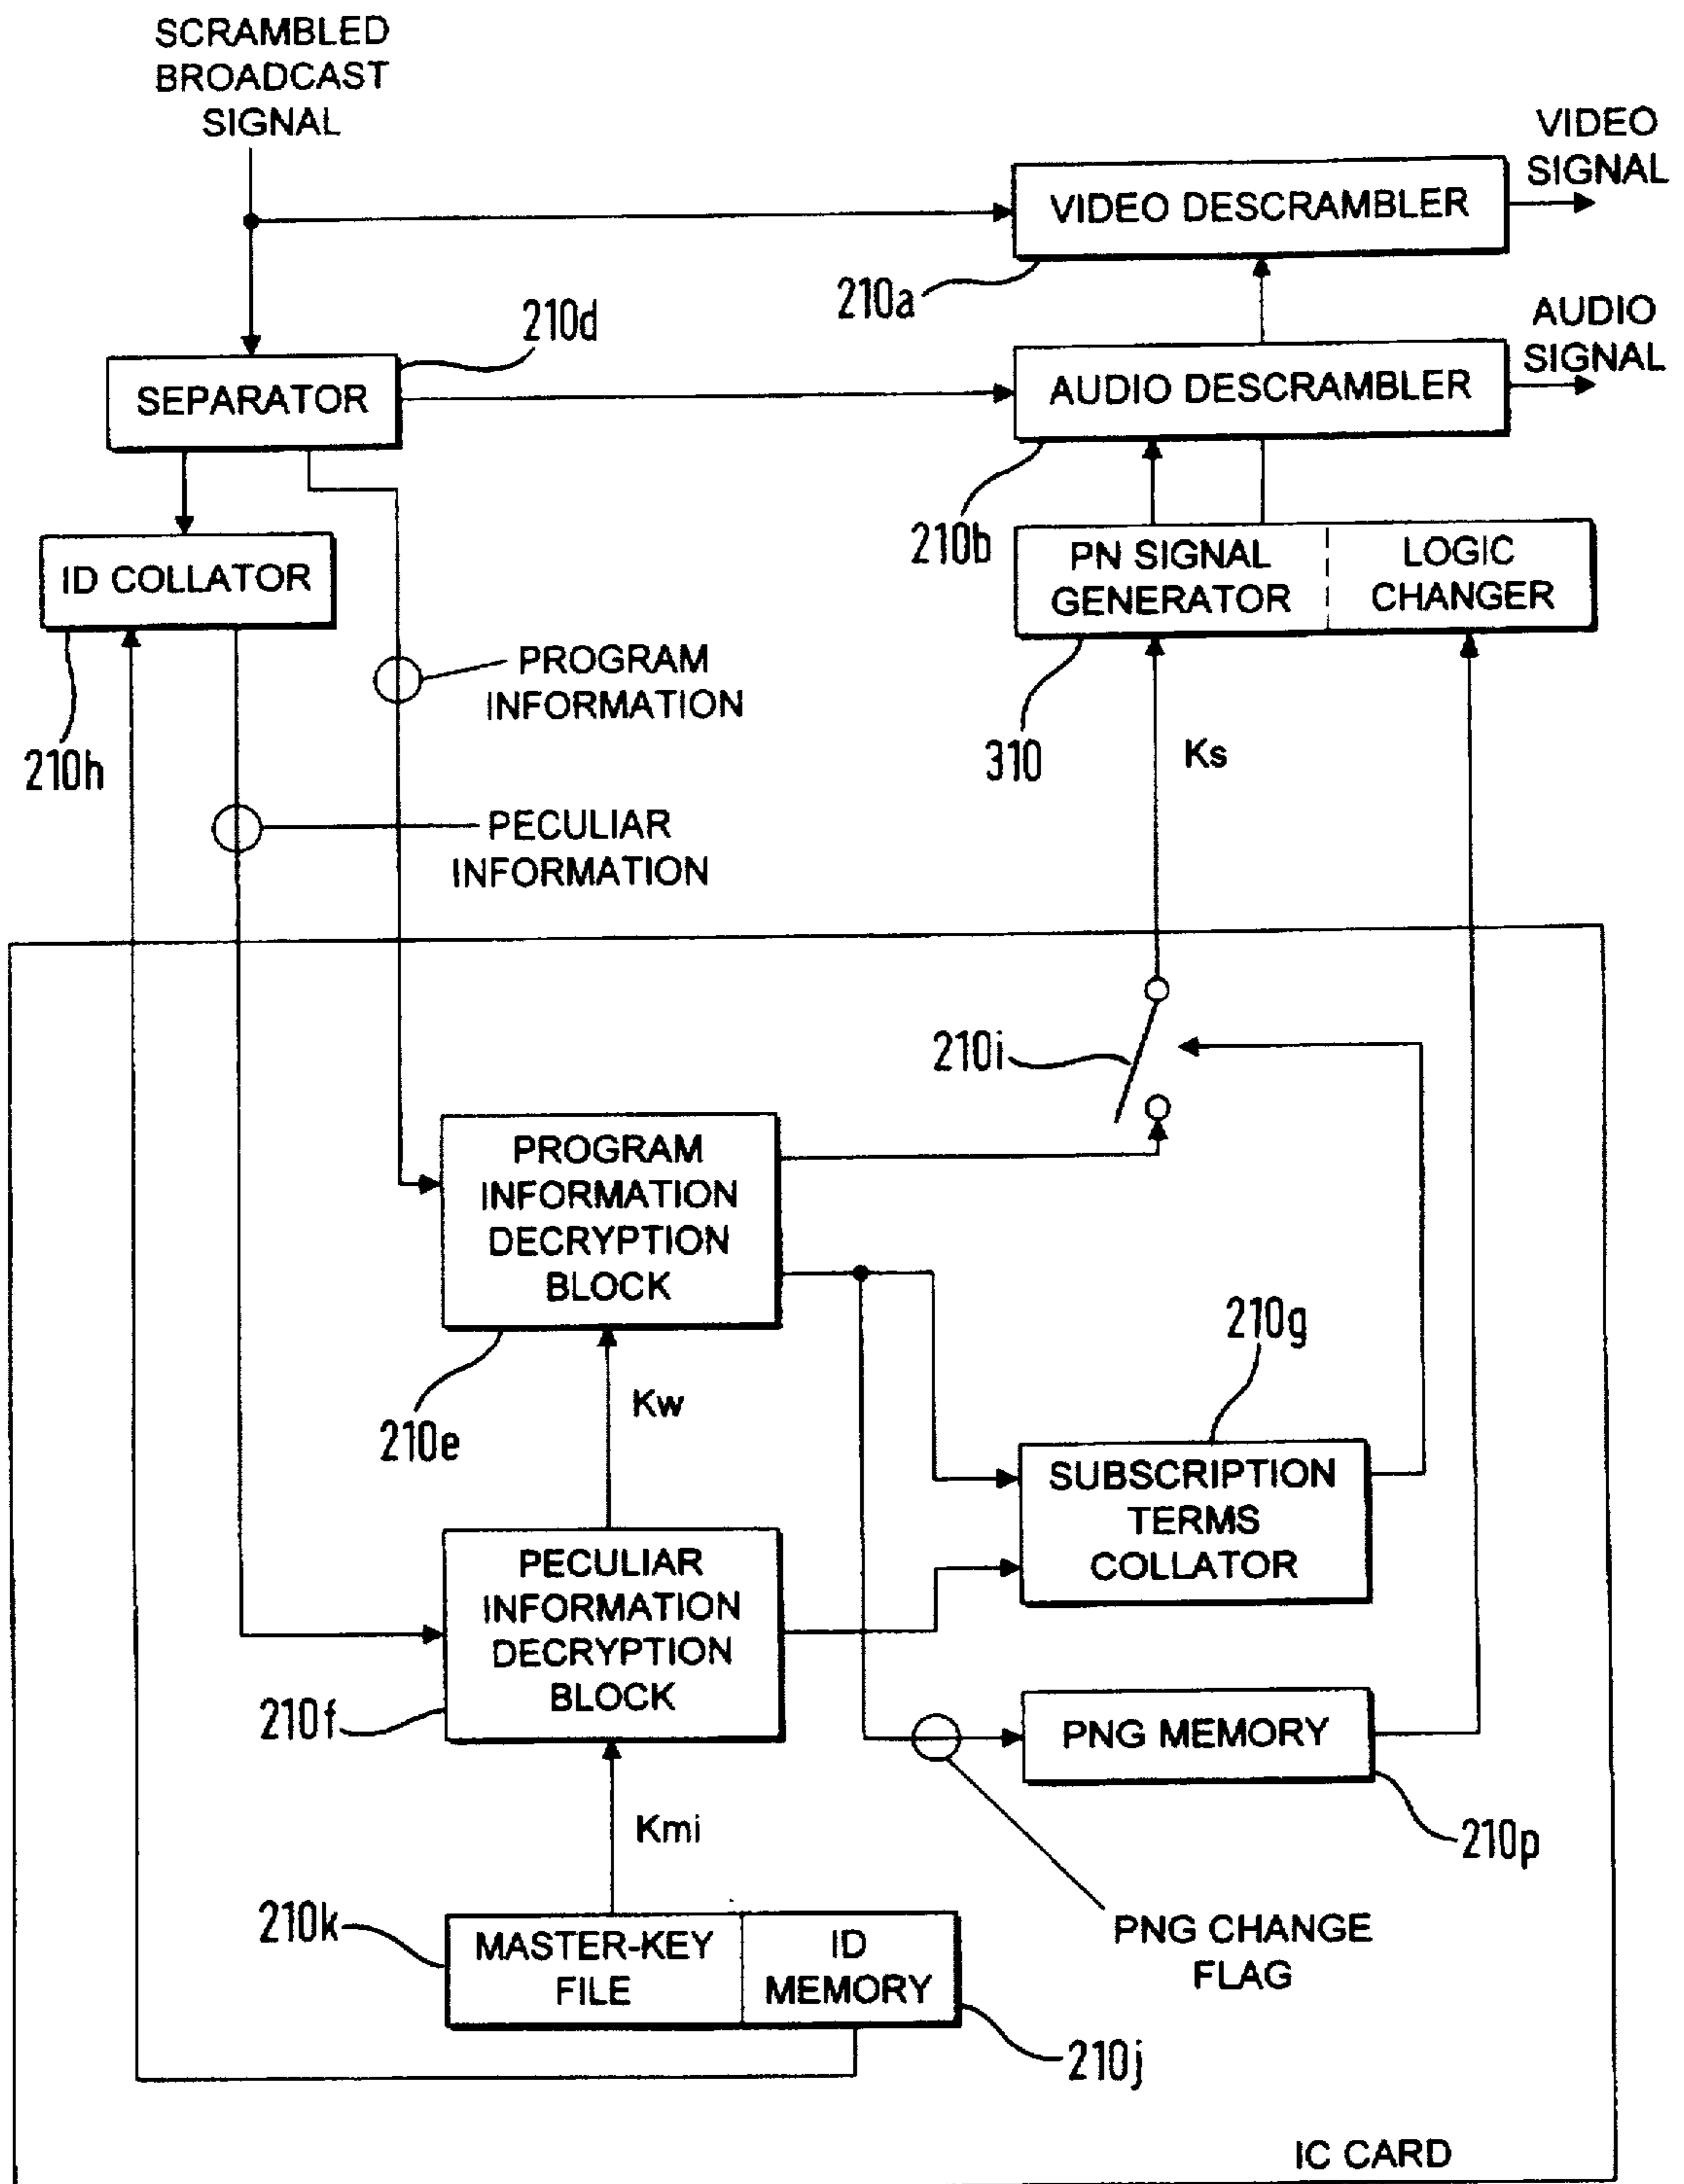 SCRAMBLED
BROADCAST
SIGNAL
VIDEO
SIGNAL
VIDEO DESCRAMBLER
210a
210d
AUDIO
SIGNAL
SEPARATOR
AUDIO DESCRAMBLER
210b
ID COLLATOR
PN SIGNAL
GENERATOR
LOGIC
CHANGER
PROGRAM
INFORMATION
210h
310
Ks
PECULIAR
INFORMATION
210i
PROGRAM
INFORMATION
DECRYPTION
BLOCK
210g
Kw
210e
SUBSCRIPTION
TERMS
COLLATOR
PECULIAR
INFORMATION
DECRYPTION
BLOCK
210f
PNG MEMORY
Kmi
210p
210k
MASTER-KEY
FILE
ID
MEMORY
PNG CHANGE
FLAG
210j
IC CARD